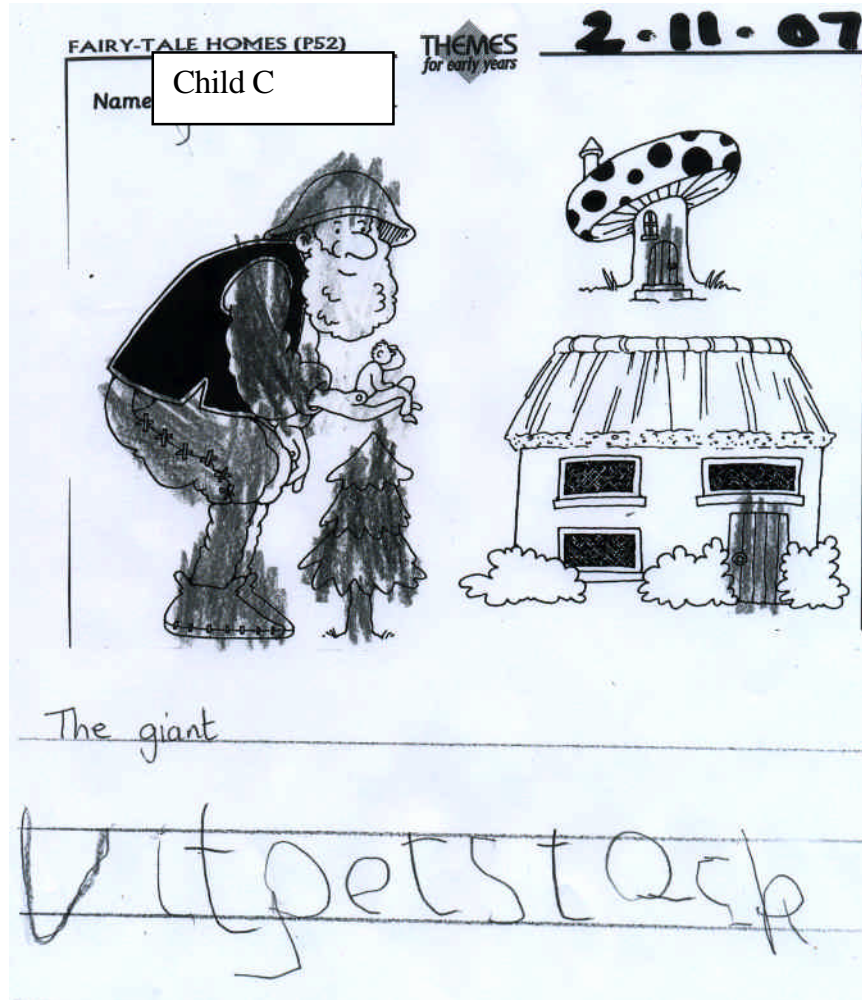 FAIRY-TALE HOMES (P52)
THEMES
for early years
2-11-07
Name
Child C
The giant